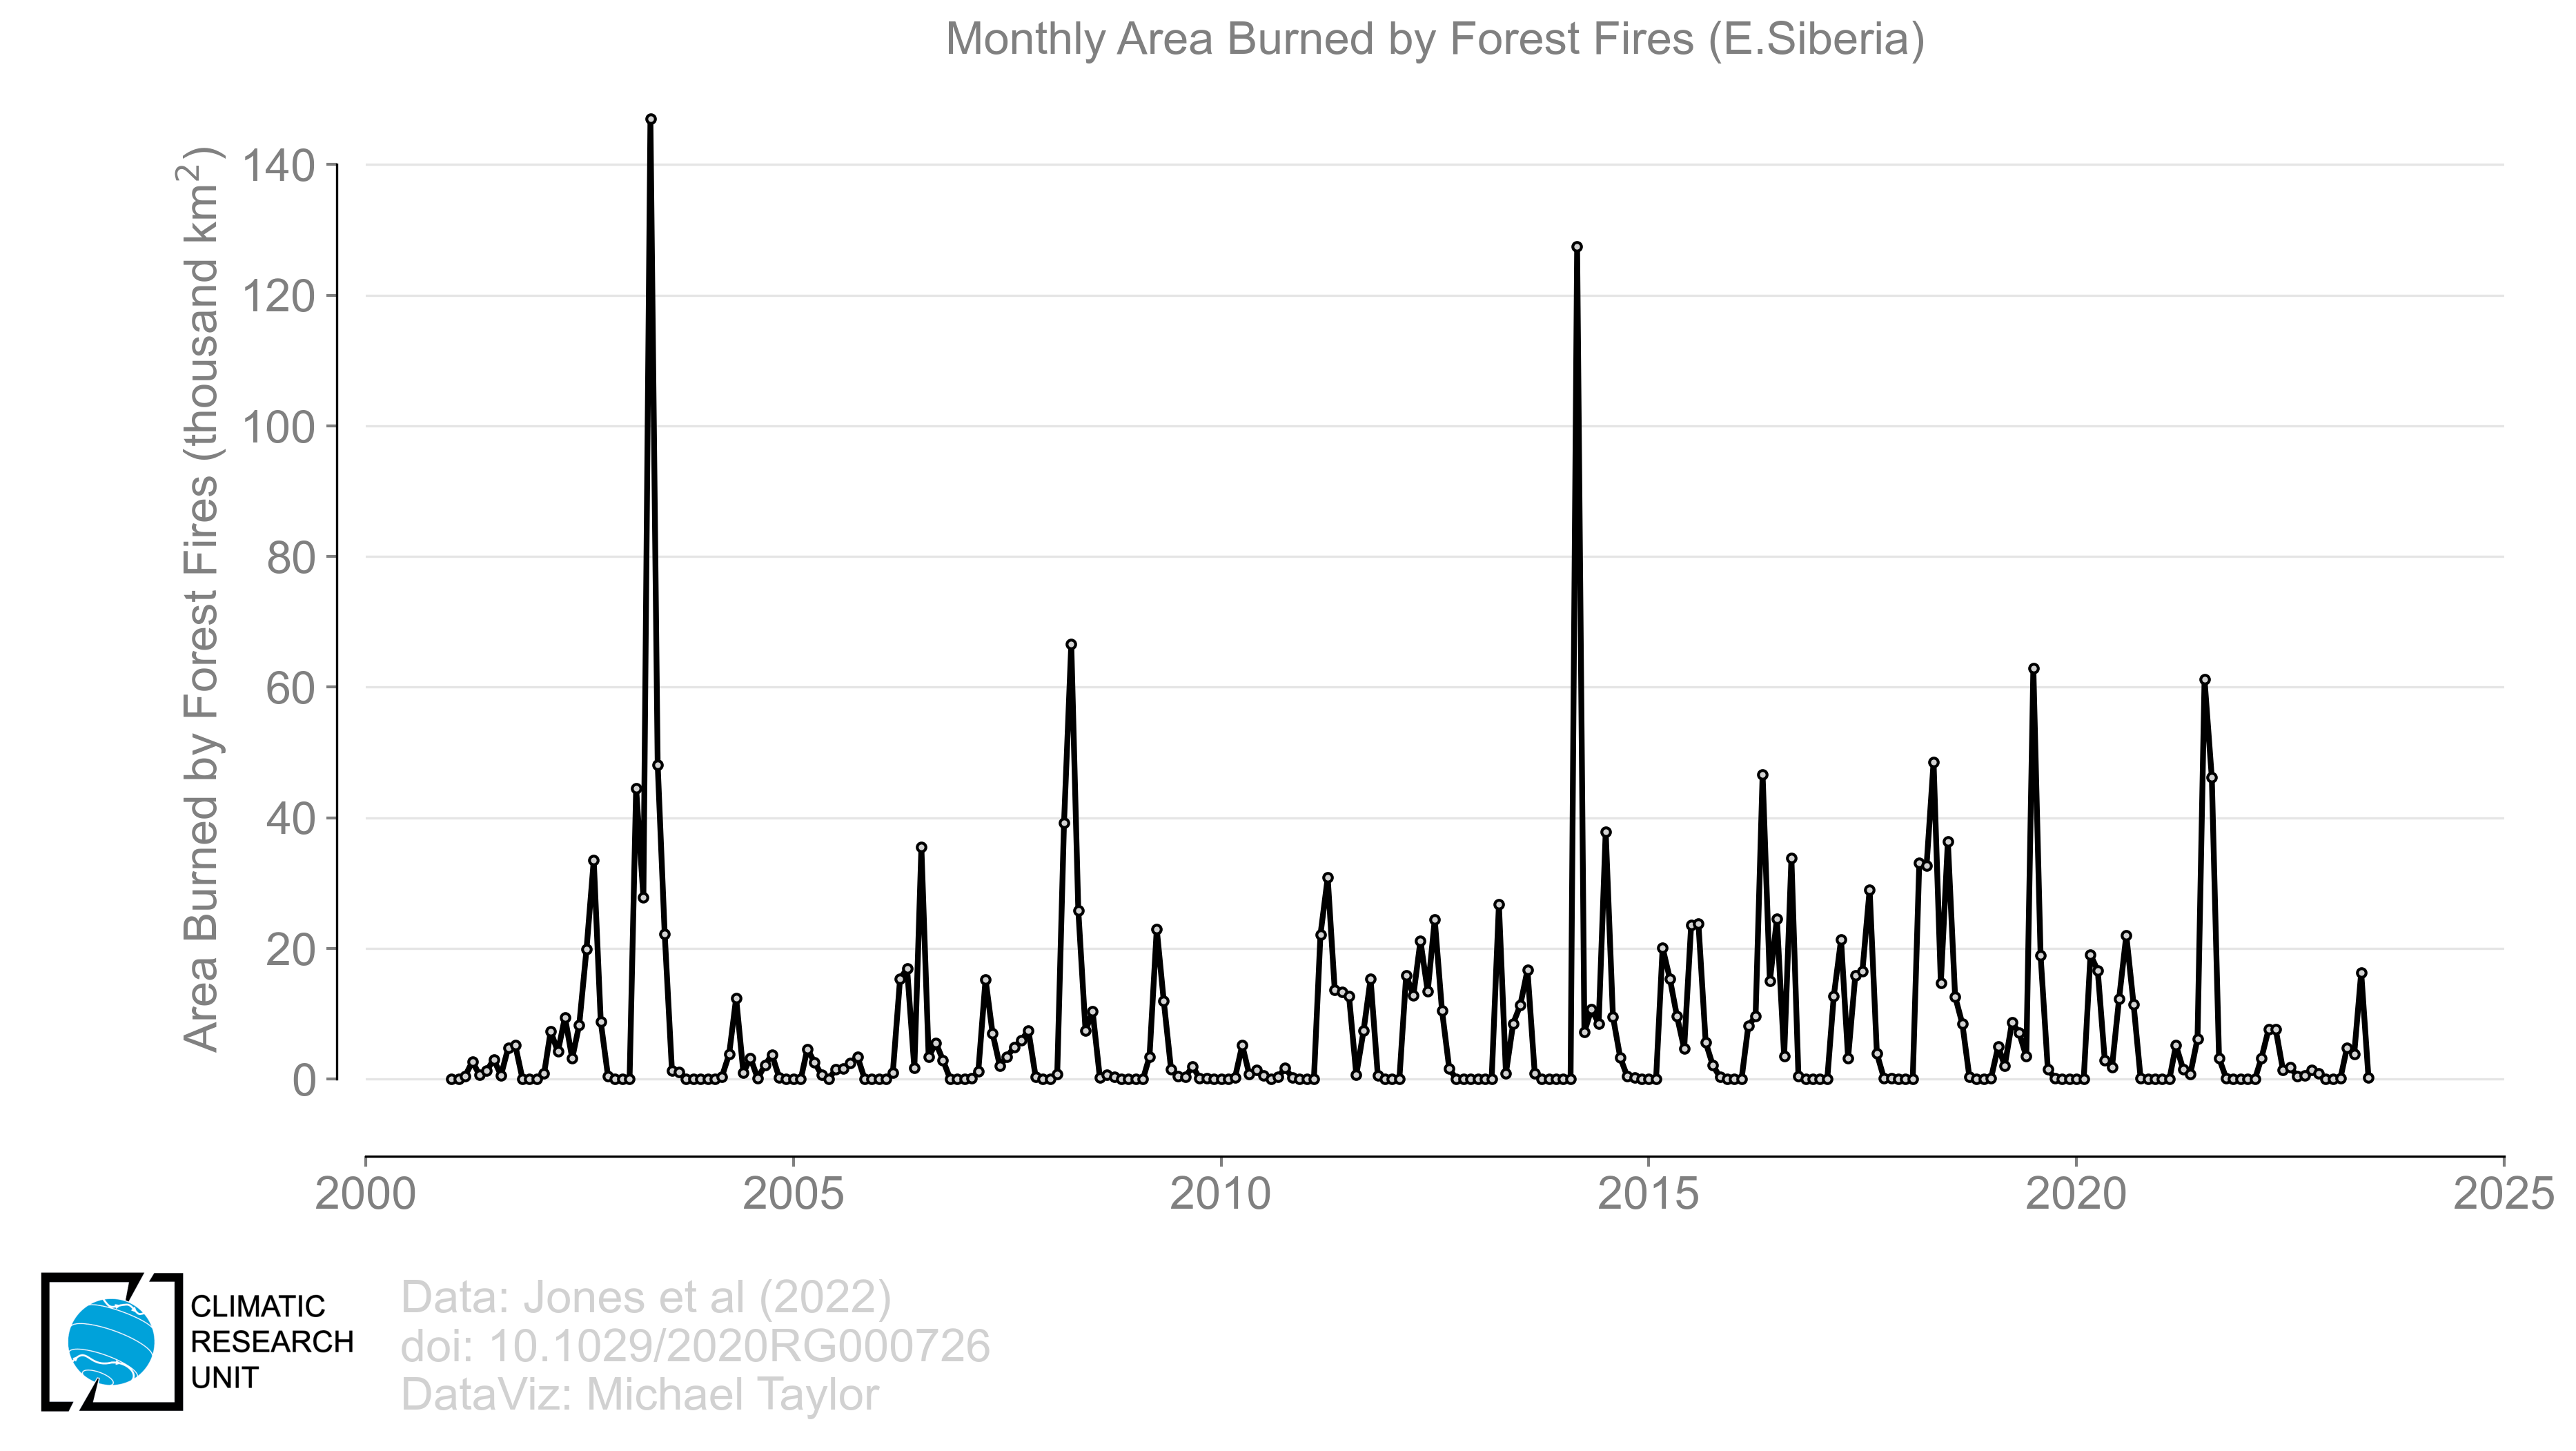 Monthly Area Burned by Forest Fires (E.Siberia)
Area Burned by Forest Fires (thousand km²)
140
120
100
80
60
40
20
0
2000 2005 2010 2015 2020 2025
CLIMATIC
RESEARCH
UNIT
Data: Jones et al (2022)
doi: 10.1029/2020RG000726
DataViz: Michael Taylor